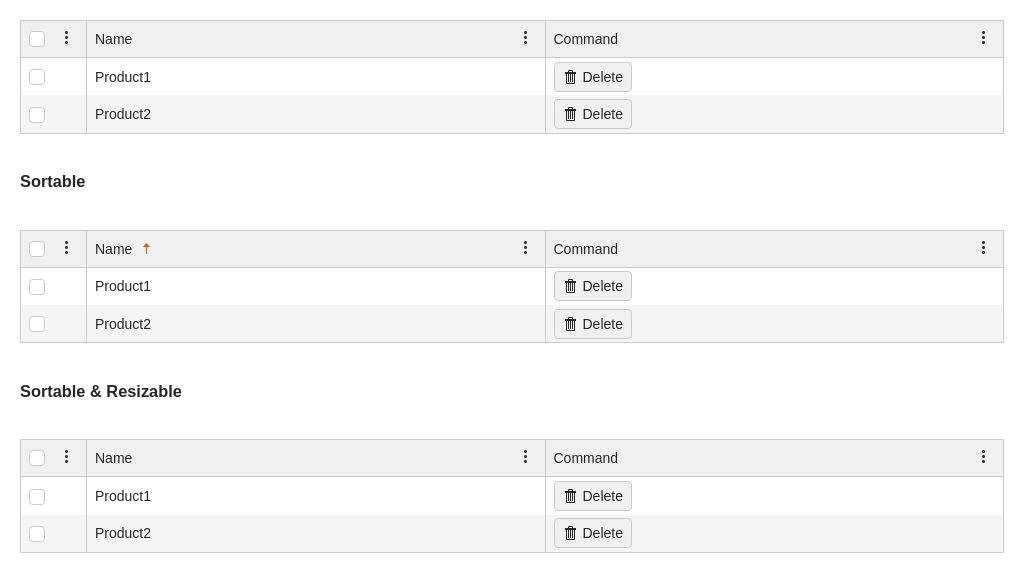 Name Command
Product1 Delete
Product2 Delete
Sortable
Name Command
Product1 Delete
Product2 Delete
Sortable & Resizable
Name Command
Product1 Delete
Product2 Delete